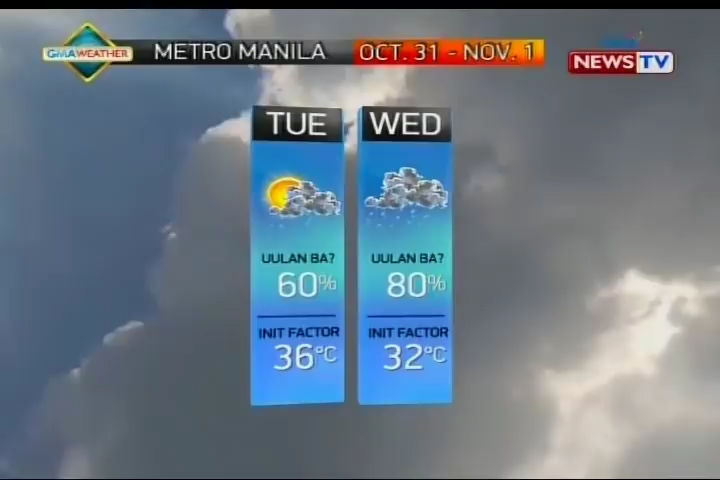 GMA WEATHER
METRO MANILA
OCT. 31 - NOV. 1
NEWS TV
TUE
WED
UULAN BA?
60%
INIT FACTOR
36°C
UULAN BA?
80%
INIT FACTOR
32°C